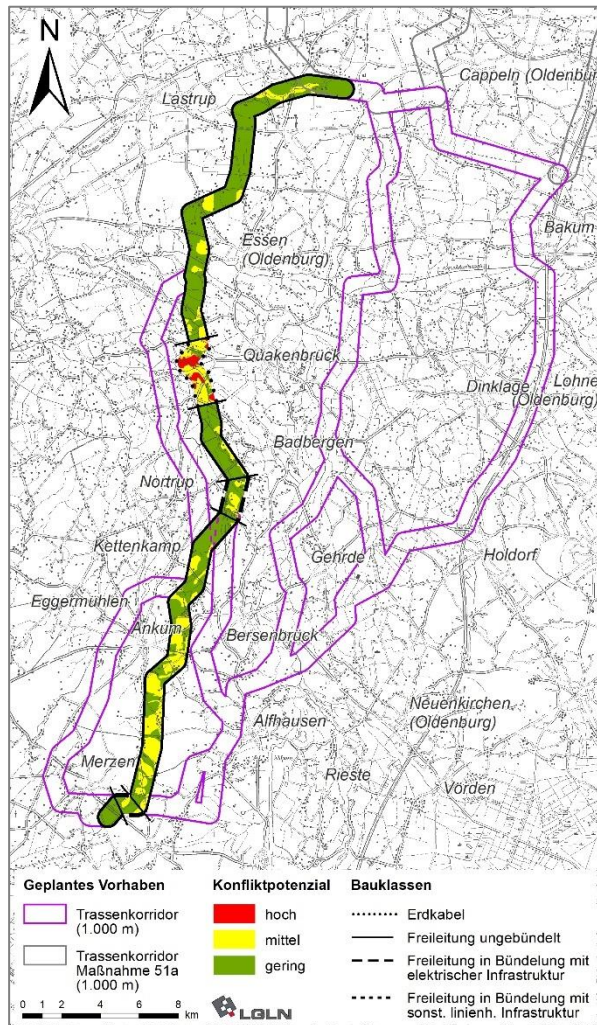 N
Cappeln (Oldenbur
Lastrup
Bakum
Essen
(Oldenburg)
Quakenbrück
Dinklage
Lohne
(Oldenburg)
Badbergen
Nortrup
Kettenkamp
Gehrde
Holdorf
Eggermühlen
Ankum
Bersenbrück
Neuenkirchen
(Oldenburg)
Alfhausen
Merzen
Rieste
Vörden
Geplantes Vorhaben
Trassenkorridor
(1.000 m)
Trassenkorridor
Maßnahme 51a
(1.000 m)
0 2 4 6 8 km
Konfliktpotenzial
hoch
mittel
gering
LGLN
Bauklassen
Erdkabel
Freileitung ungebündelt
Freileitung in Bündelung mit
elektrischer Infrastruktur
Freileitung in Bündelung mit
sonst. linienh. Infrastruktur